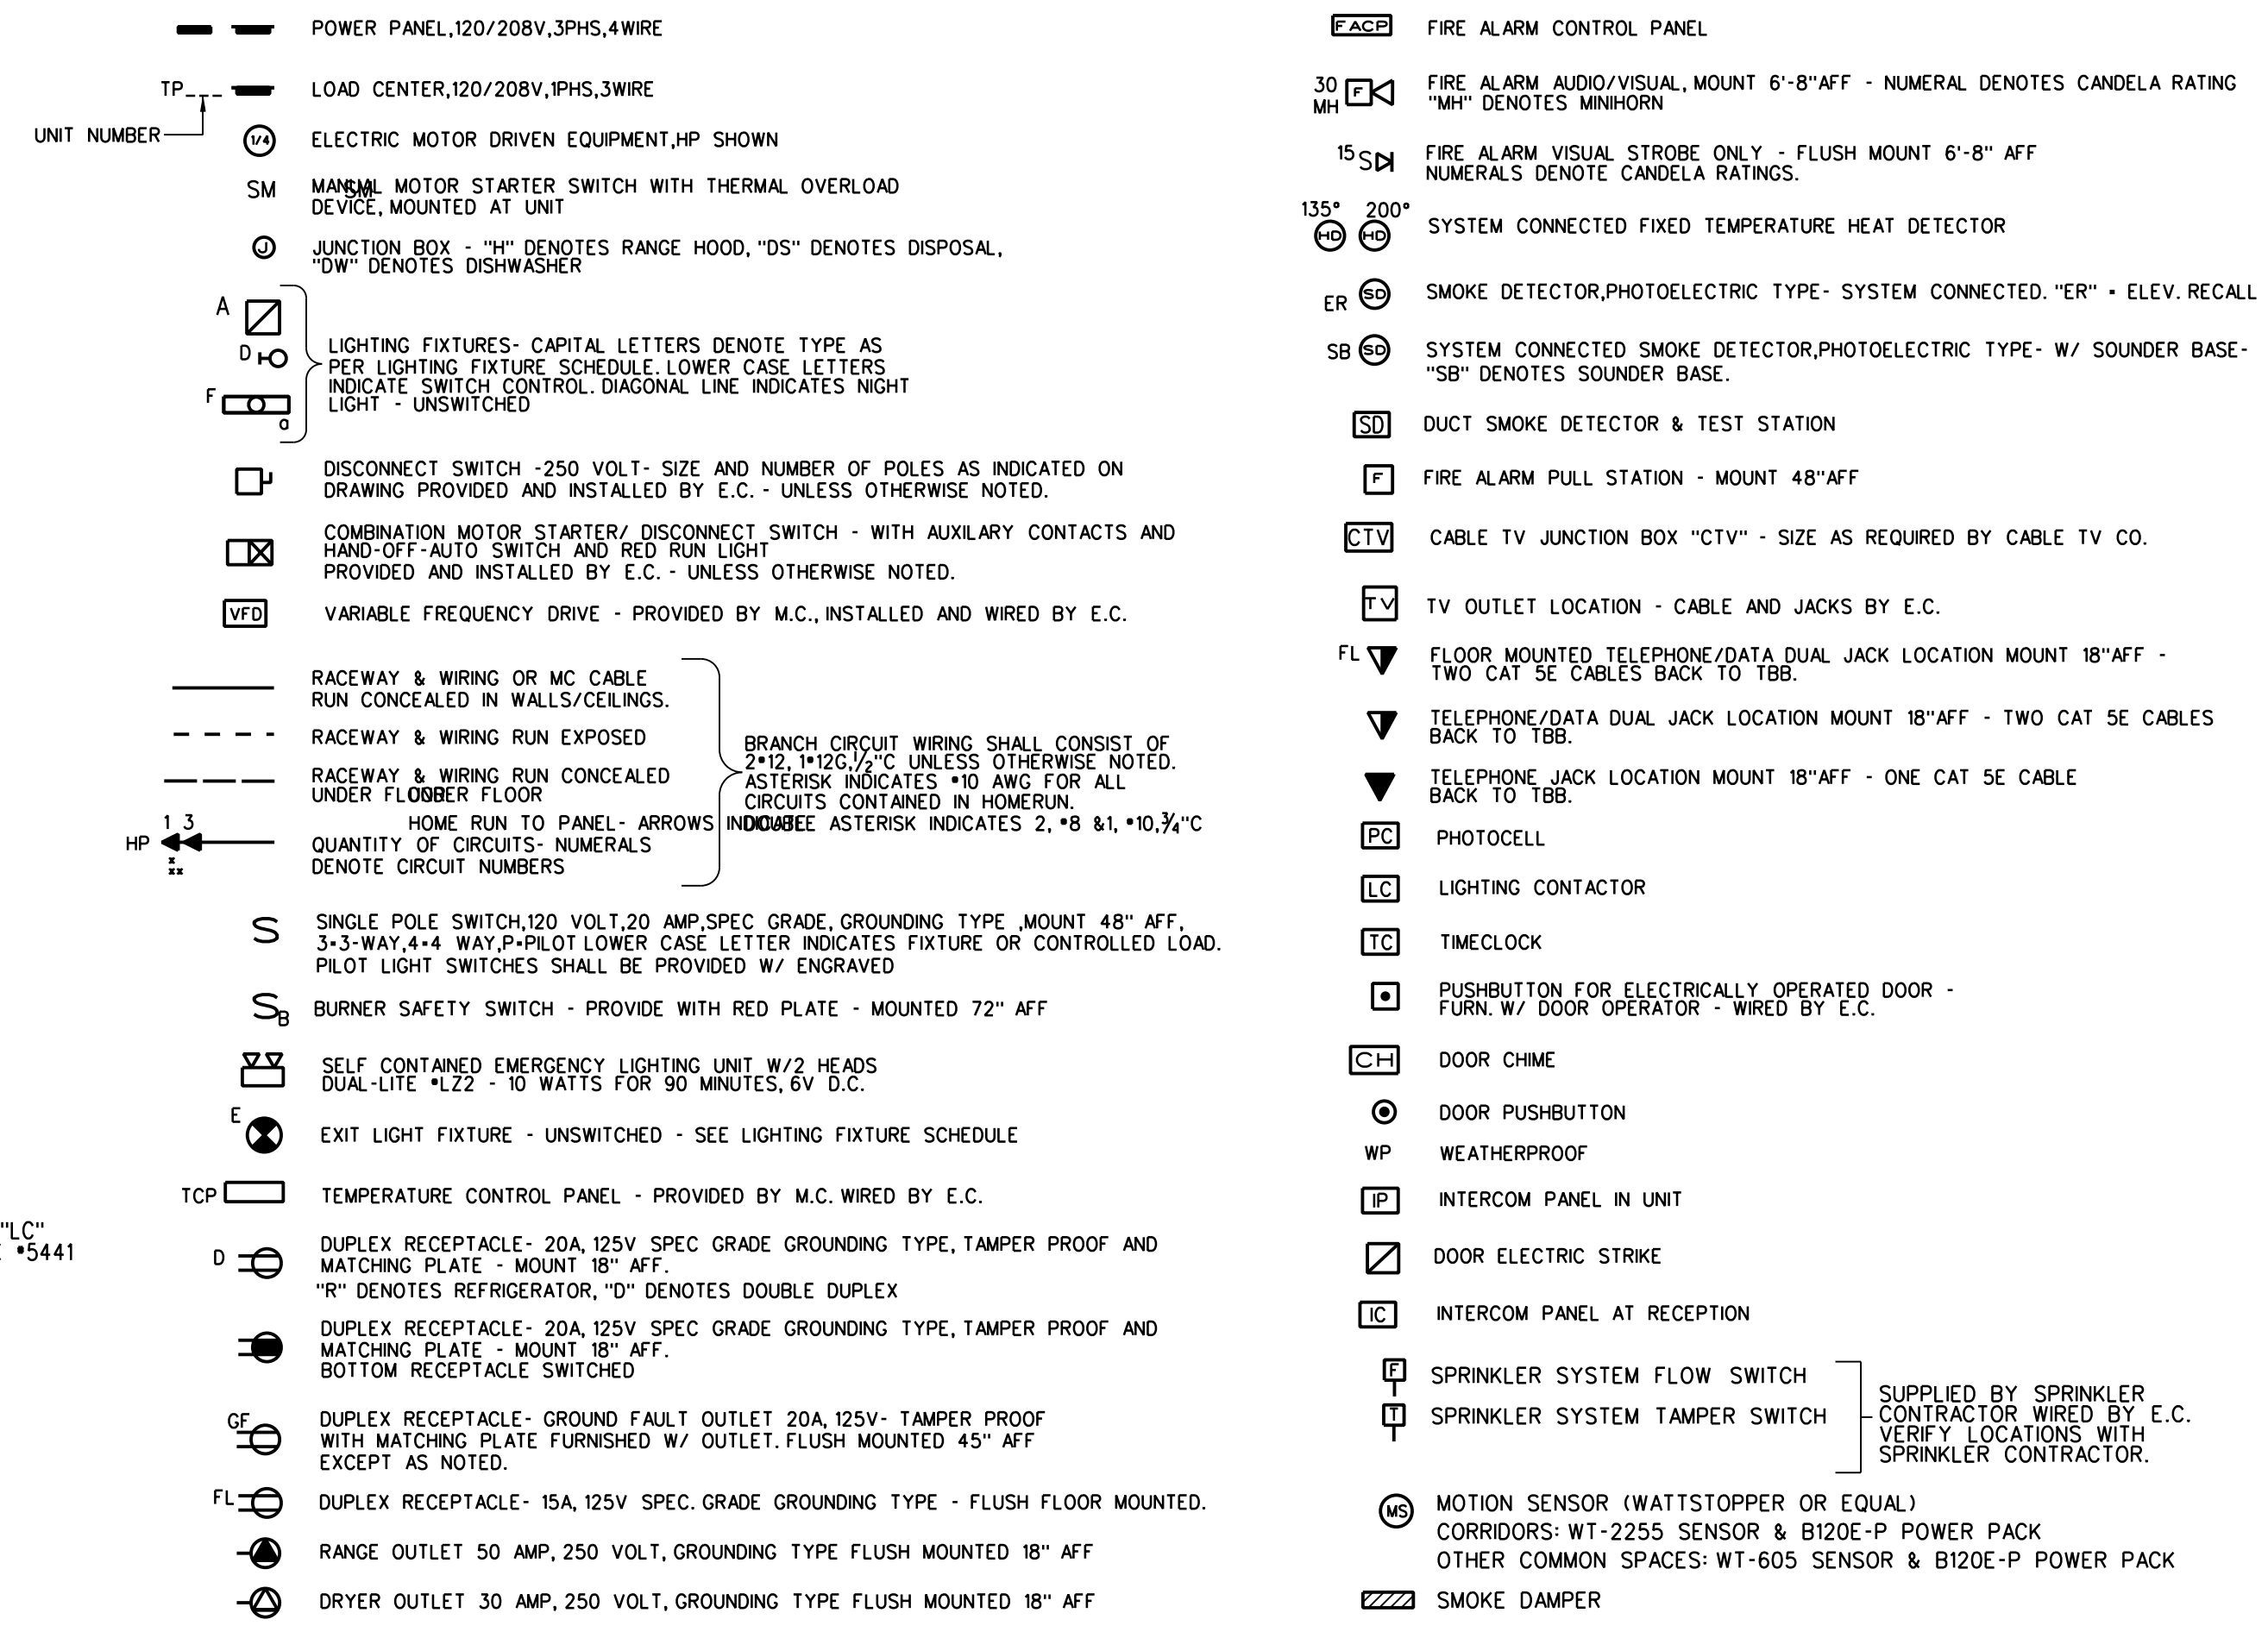 POWER PANEL,120/208V,3PHS,4WIRE
TP___
LOAD CENTER,120/208V,1PHS,3WIRE
UNIT NUMBER
1/4
ELECTRIC MOTOR DRIVEN EQUIPMENT,HP SHOWN
SM
MANUAL MOTOR STARTER SWITCH WITH THERMAL OVERLOAD
SM
DEVICE, MOUNTED AT UNIT
J
JUNCTION BOX - "H" DENOTES RANGE HOOD, "DS" DENOTES DISPOSAL,
"DW" DENOTES DISHWASHER
A
D
F
a
LIGHTING FIXTURES- CAPITAL LETTERS DENOTE TYPE AS
PER LIGHTING FIXTURE SCHEDULE. LOWER CASE LETTERS
INDICATE SWITCH CONTROL. DIAGONAL LINE INDICATES NIGHT
LIGHT - UNSWITCHED
DISCONNECT SWITCH -250 VOLT- SIZE AND NUMBER OF POLES AS INDICATED ON
DRAWING PROVIDED AND INSTALLED BY E.C. - UNLESS OTHERWISE NOTED.
COMBINATION MOTOR STARTER/ DISCONNECT SWITCH - WITH AUXILARY CONTACTS AND
HAND-OFF-AUTO SWITCH AND RED RUN LIGHT
PROVIDED AND INSTALLED BY E.C. - UNLESS OTHERWISE NOTED.
VFD
VARIABLE FREQUENCY DRIVE - PROVIDED BY M.C., INSTALLED AND WIRED BY E.C.
RACEWAY & WIRING OR MC CABLE
RUN CONCEALED IN WALLS/CEILINGS.
RACEWAY & WIRING RUN EXPOSED
RACEWAY & WIRING RUN CONCEALED
UNDER FLOOR
UNDER FLOOR
1 3
HP
*
**
HOME RUN TO PANEL- ARROWS INDICATE
QUANTITY OF CIRCUITS- NUMERALS
DENOTE CIRCUIT NUMBERS
BRANCH CIRCUIT WIRING SHALL CONSIST OF
2#12, 1#12G,1/2"C UNLESS OTHERWISE NOTED.
ASTERISK INDICATES #10 AWG FOR ALL
CIRCUITS CONTAINED IN HOMERUN.
DOUBLE ASTERISK INDICATES 2, #8 &1, #10,3/4"C
S
SINGLE POLE SWITCH,120 VOLT,20 AMP,SPEC GRADE, GROUNDING TYPE ,MOUNT 48" AFF,
3=3-WAY,4=4 WAY,P=PILOT LOWER CASE LETTER INDICATES FIXTURE OR CONTROLLED LOAD.
PILOT LIGHT SWITCHES SHALL BE PROVIDED W/ ENGRAVED
SB
BURNER SAFETY SWITCH - PROVIDE WITH RED PLATE - MOUNTED 72" AFF
SELF CONTAINED EMERGENCY LIGHTING UNIT W/2 HEADS
DUAL-LITE #LZ2 - 10 WATTS FOR 90 MINUTES, 6V D.C.
E
EXIT LIGHT FIXTURE - UNSWITCHED - SEE LIGHTING FIXTURE SCHEDULE
TCP
TEMPERATURE CONTROL PANEL - PROVIDED BY M.C. WIRED BY E.C.
"LC"
#5441
D
DUPLEX RECEPTACLE- 20A, 125V SPEC GRADE GROUNDING TYPE, TAMPER PROOF AND
MATCHING PLATE - MOUNT 18" AFF.
"R" DENOTES REFRIGERATOR, "D" DENOTES DOUBLE DUPLEX
DUPLEX RECEPTACLE- 20A, 125V SPEC GRADE GROUNDING TYPE, TAMPER PROOF AND
MATCHING PLATE - MOUNT 18" AFF.
BOTTOM RECEPTACLE SWITCHED
GF
DUPLEX RECEPTACLE- GROUND FAULT OUTLET 20A, 125V- TAMPER PROOF
WITH MATCHING PLATE FURNISHED W/ OUTLET. FLUSH MOUNTED 45" AFF
EXCEPT AS NOTED.
FL
DUPLEX RECEPTACLE- 15A, 125V SPEC. GRADE GROUNDING TYPE - FLUSH FLOOR MOUNTED.
RANGE OUTLET 50 AMP, 250 VOLT, GROUNDING TYPE FLUSH MOUNTED 18" AFF
DRYER OUTLET 30 AMP, 250 VOLT, GROUNDING TYPE FLUSH MOUNTED 18" AFF
FACP
FIRE ALARM CONTROL PANEL
30
MH
F
FIRE ALARM AUDIO/VISUAL, MOUNT 6'-8"AFF - NUMERAL DENOTES CANDELA RATING
"MH" DENOTES MINIHORN
15 S
FIRE ALARM VISUAL STROBE ONLY - FLUSH MOUNT 6'-8" AFF
NUMERALS DENOTE CANDELA RATINGS.
135° 200°
HD HD
SYSTEM CONNECTED FIXED TEMPERATURE HEAT DETECTOR
ER SD
SMOKE DETECTOR,PHOTOELECTRIC TYPE- SYSTEM CONNECTED. "ER" = ELEV. RECALL
SB SD
SYSTEM CONNECTED SMOKE DETECTOR,PHOTOELECTRIC TYPE- W/ SOUNDER BASE-
"SB" DENOTES SOUNDER BASE.
SD
DUCT SMOKE DETECTOR & TEST STATION
F
FIRE ALARM PULL STATION - MOUNT 48"AFF
CTV
CABLE TV JUNCTION BOX "CTV" - SIZE AS REQUIRED BY CABLE TV CO.
TV
TV OUTLET LOCATION - CABLE AND JACKS BY E.C.
FL
FLOOR MOUNTED TELEPHONE/DATA DUAL JACK LOCATION MOUNT 18"AFF -
TWO CAT 5E CABLES BACK TO TBB.
TELEPHONE/DATA DUAL JACK LOCATION MOUNT 18"AFF - TWO CAT 5E CABLES
BACK TO TBB.
TELEPHONE JACK LOCATION MOUNT 18"AFF - ONE CAT 5E CABLE
BACK TO TBB.
PC
PHOTOCELL
LC
LIGHTING CONTACTOR
TC
TIMECLOCK
PUSHBUTTON FOR ELECTRICALLY OPERATED DOOR -
FURN. W/ DOOR OPERATOR - WIRED BY E.C.
CH
DOOR CHIME
DOOR PUSHBUTTON
WP
WEATHERPROOF
IP
INTERCOM PANEL IN UNIT
DOOR ELECTRIC STRIKE
IC
INTERCOM PANEL AT RECEPTION
F
SPRINKLER SYSTEM FLOW SWITCH
T
SPRINKLER SYSTEM TAMPER SWITCH
SUPPLIED BY SPRINKLER
CONTRACTOR WIRED BY E.C.
VERIFY LOCATIONS WITH
SPRINKLER CONTRACTOR.
MS
MOTION SENSOR (WATTSTOPPER OR EQUAL)
CORRIDORS: WT-2255 SENSOR & B120E-P POWER PACK
OTHER COMMON SPACES: WT-605 SENSOR & B120E-P POWER PACK
SMOKE DAMPER